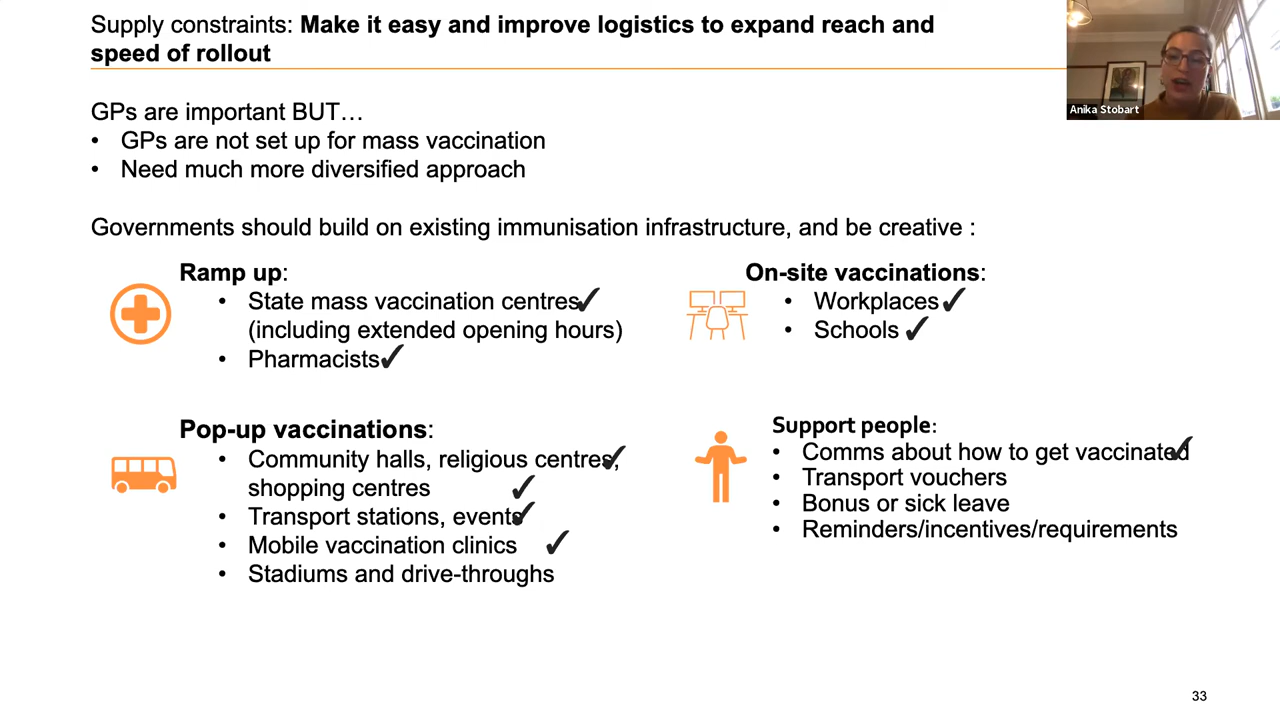 Supply constraints: Make it easy and improve logistics to expand reach and
speed of rollout
Anika Stobart
GPs are important BUT…
• GPs are not set up for mass vaccination
• Need much more diversified approach
Governments should build on existing immunisation infrastructure, and be creative :
Ramp up:
• State mass vaccination centres✓
(including extended opening hours)
• Pharmacists✓
On-site vaccinations:
• Workplaces✓
• Schools✓
Pop-up vaccinations:
• Community halls, religious centres,✓
shopping centres ✓
• Transport stations, events✓
• Mobile vaccination clinics ✓
• Stadiums and drive-throughs
Support people:
• Comms about how to get vaccinated✓
• Transport vouchers
• Bonus or sick leave
• Reminders/incentives/requirements
33